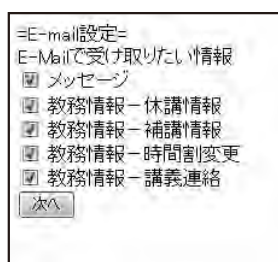 =E-mail設定=
E-Mailで受け取りたい情報
メッセージ
教務情報－休講情報
教務情報－補講情報
教務情報－時間割変更
教務情報－講義連絡
次へ